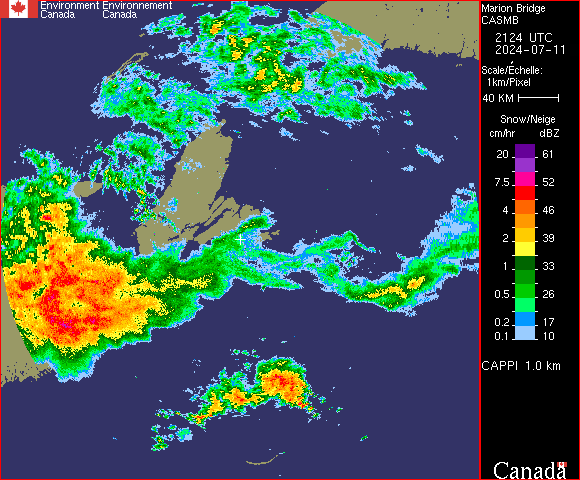 Environment Environnement
Canada Canada
Marion Bridge
CASMB
2124 UTC
2024-07-11
Scale/Echelle:
1km/Pixel
40 KM
Snow/Neige
cm/hr dBZ
20 61
7.5 52
4 46
2 39
1 33
0.5 26
0.2 17
0.1 10
CAPPI 1.0 km
Canada